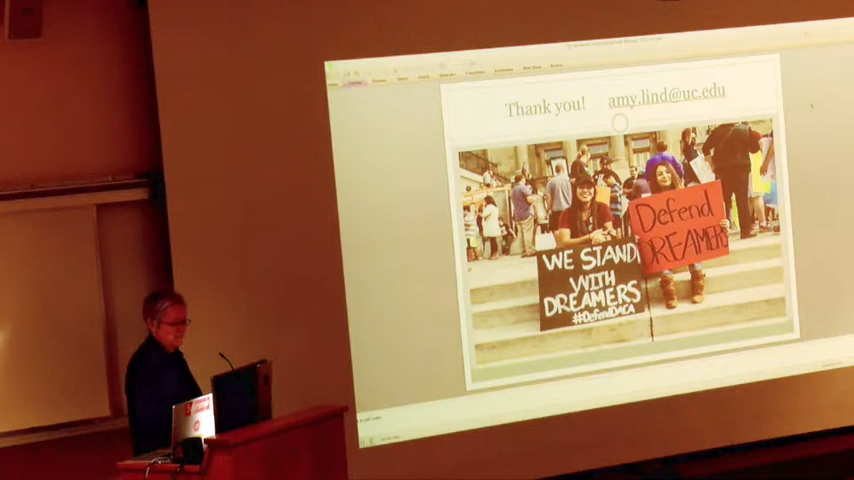 Thank you! amy.lind@uc.edu
WE STAND
WITH
DREAMERS
#DefendDACA
Defend
DREAMERS